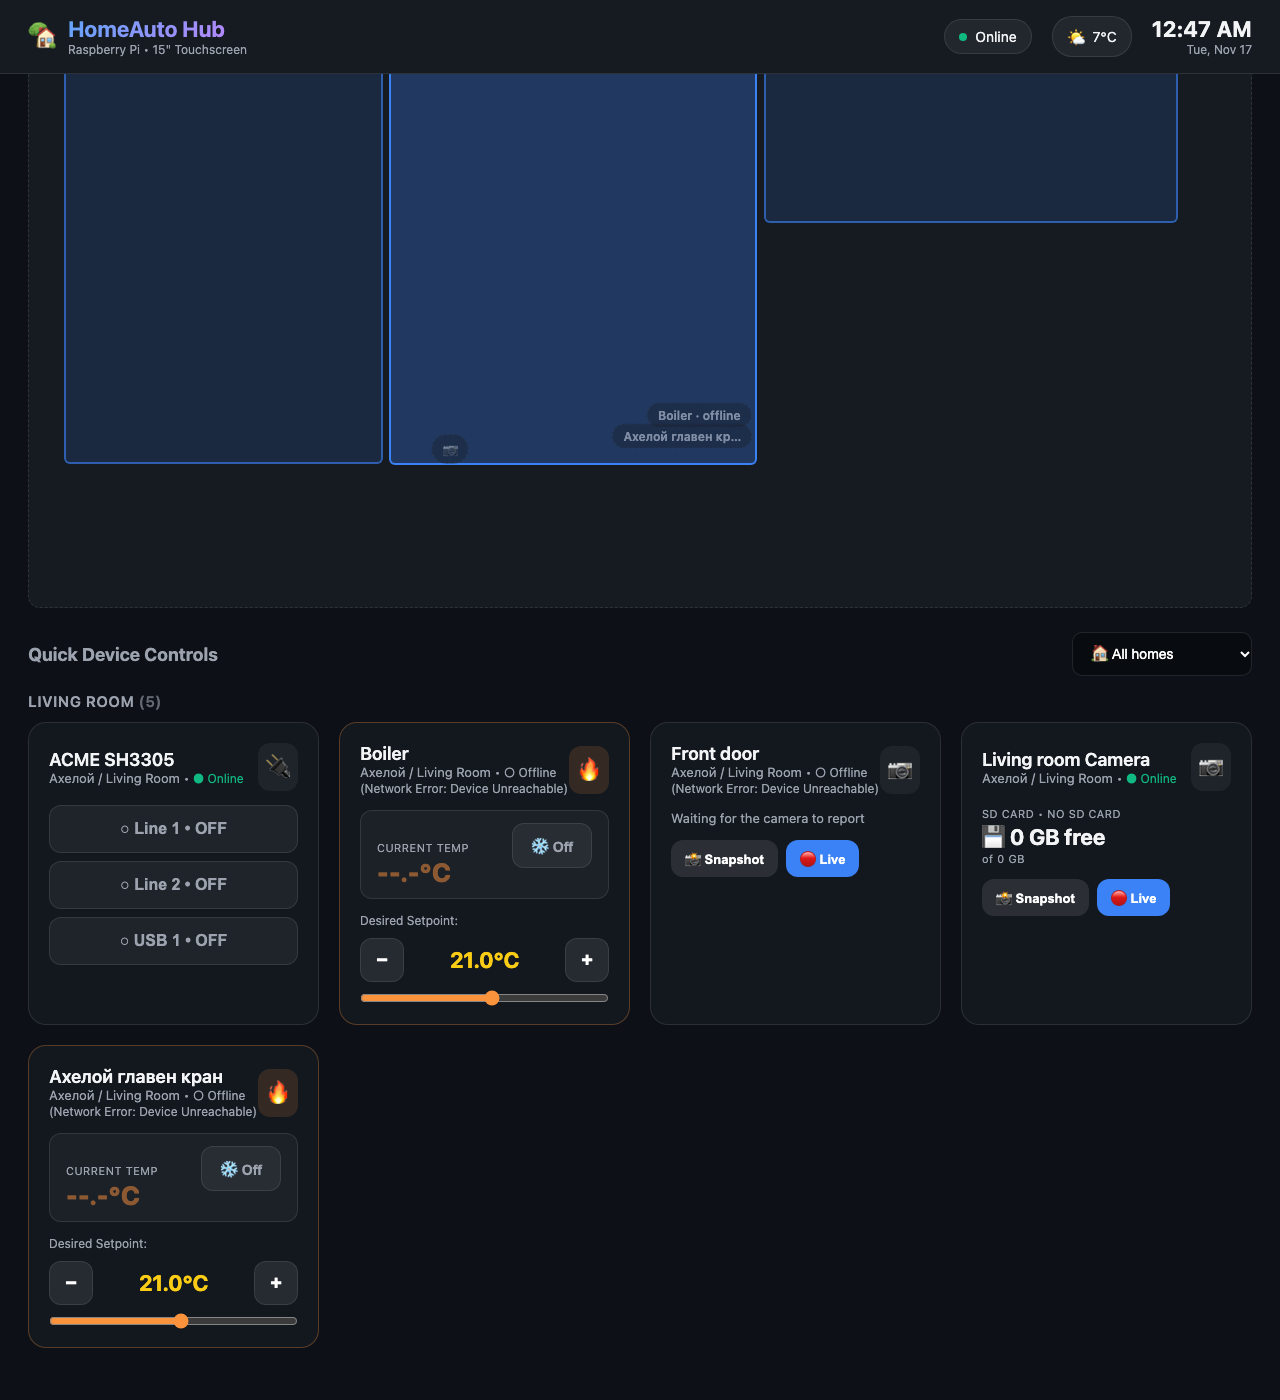 HomeAuto Hub
Raspberry Pi • 15" Touchscreen
Online
7°C
12:47 AM
Tue, Nov 17
Boiler · offline
Ахелой главен кр...
Quick Device Controls
All homes
LIVING ROOM (5)
ACME SH3305
Ахелой / Living Room • Online
○ Line 1 • OFF
○ Line 2 • OFF
○ USB 1 • OFF
Boiler
Ахелой / Living Room • ○ Offline
(Network Error: Device Unreachable)
CURRENT TEMP
--.-°C
Off
Desired Setpoint:
− 21.0°C +
Front door
Ахелой / Living Room • ○ Offline
(Network Error: Device Unreachable)
Waiting for the camera to report
Snapshot
Live
Living room Camera
Ахелой / Living Room • Online
SD CARD • NO SD CARD
0 GB free
of 0 GB
Snapshot
Live
Ахелой главен кран
Ахелой / Living Room • ○ Offline
(Network Error: Device Unreachable)
CURRENT TEMP
--.-°C
Off
Desired Setpoint:
− 21.0°C +